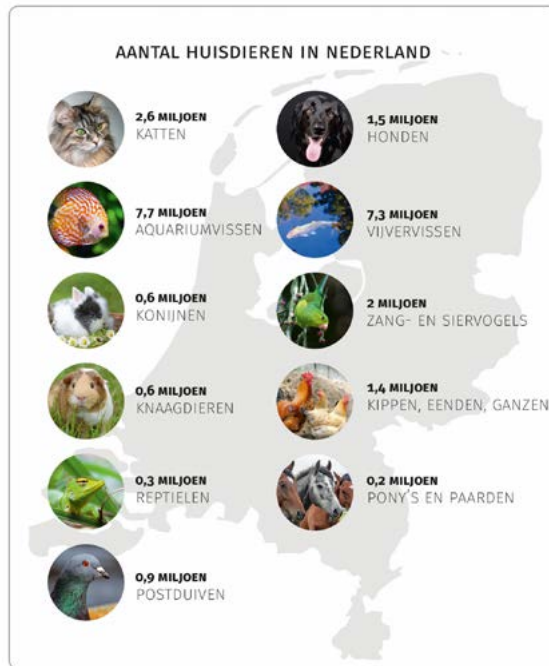 AANTAL HUISDIEREN IN NEDERLAND
2,6 MILJOEN
KATTEN
1,5 MILJOEN
HONDEN
7,7 MILJOEN
AQUARIUMVISSEN
7,3 MILJOEN
VIJVERVISSEN
0,6 MILJOEN
KONIJNEN
2 MILJOEN
ZANG- EN SIERVOGELS
0,6 MILJOEN
KNAAGDIEREN
1,4 MILJOEN
KIPPEN, EENDEN, GANZEN
0,3 MILJOEN
REPTIELEN
0,2 MILJOEN
PONY'S EN PAARDEN
0,9 MILJOEN
POSTDUIVEN